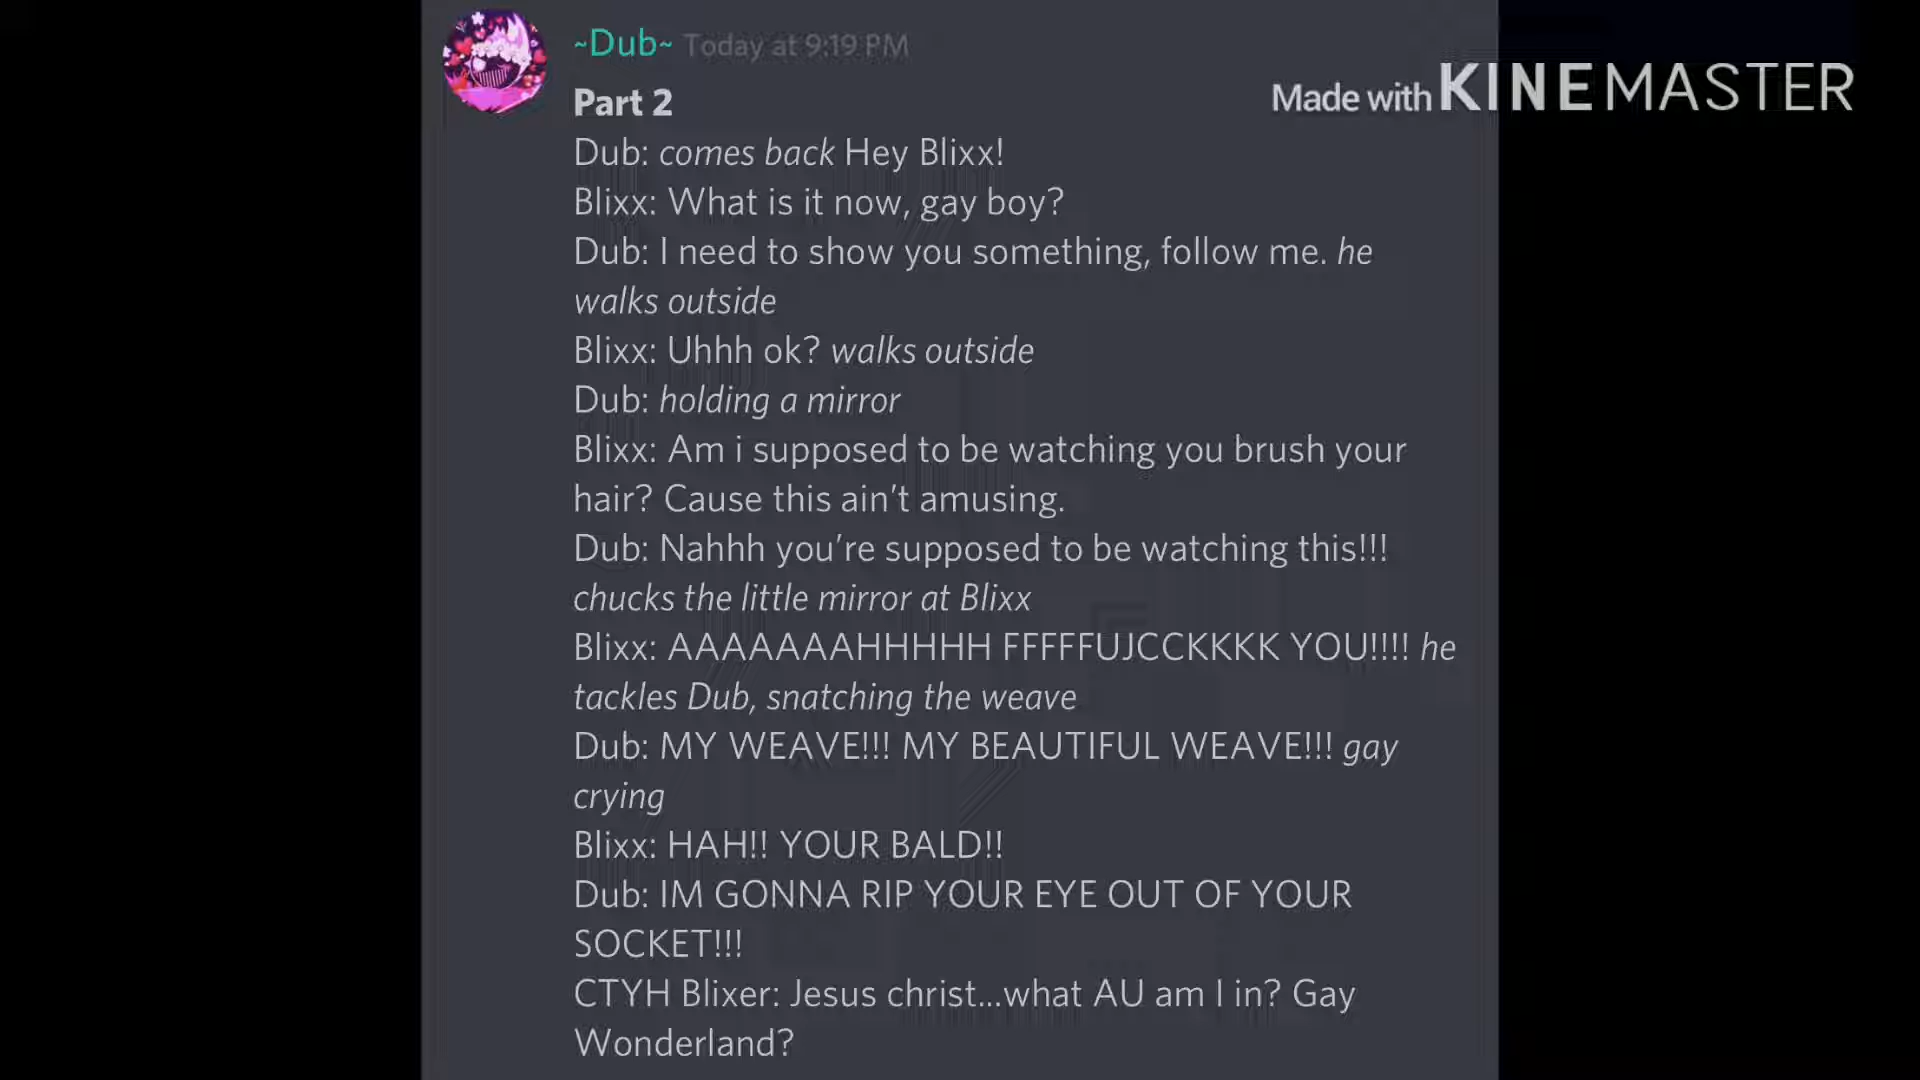 ~Dub~ Today at 9:19 PM
Made with KINEMASTER
Part 2
Dub: comes back Hey Blixx!
Blixx: What is it now, gay boy?
Dub: I need to show you something, follow me. he
walks outside
Blixx: Uhhh ok? walks outside
Dub: holding a mirror
Blixx: Am i supposed to be watching you brush your
hair? Cause this ain't amusing.
Dub: Nahhh you're supposed to be watching this!!!
chucks the little mirror at Blixx
Blixx: AAAAAAAHHHHH FFFFFUJCCKKKK YOU!!!! he
tackles Dub, snatching the weave
Dub: MY WEAVE!!! MY BEAUTIFUL WEAVE!!! gay
crying
Blixx: HAH!! YOUR BALD!!
Dub: IM GONNA RIP YOUR EYE OUT OF YOUR
SOCKET!!!
CTYH Blixer: Jesus christ...what AU am I in? Gay
Wonderland?